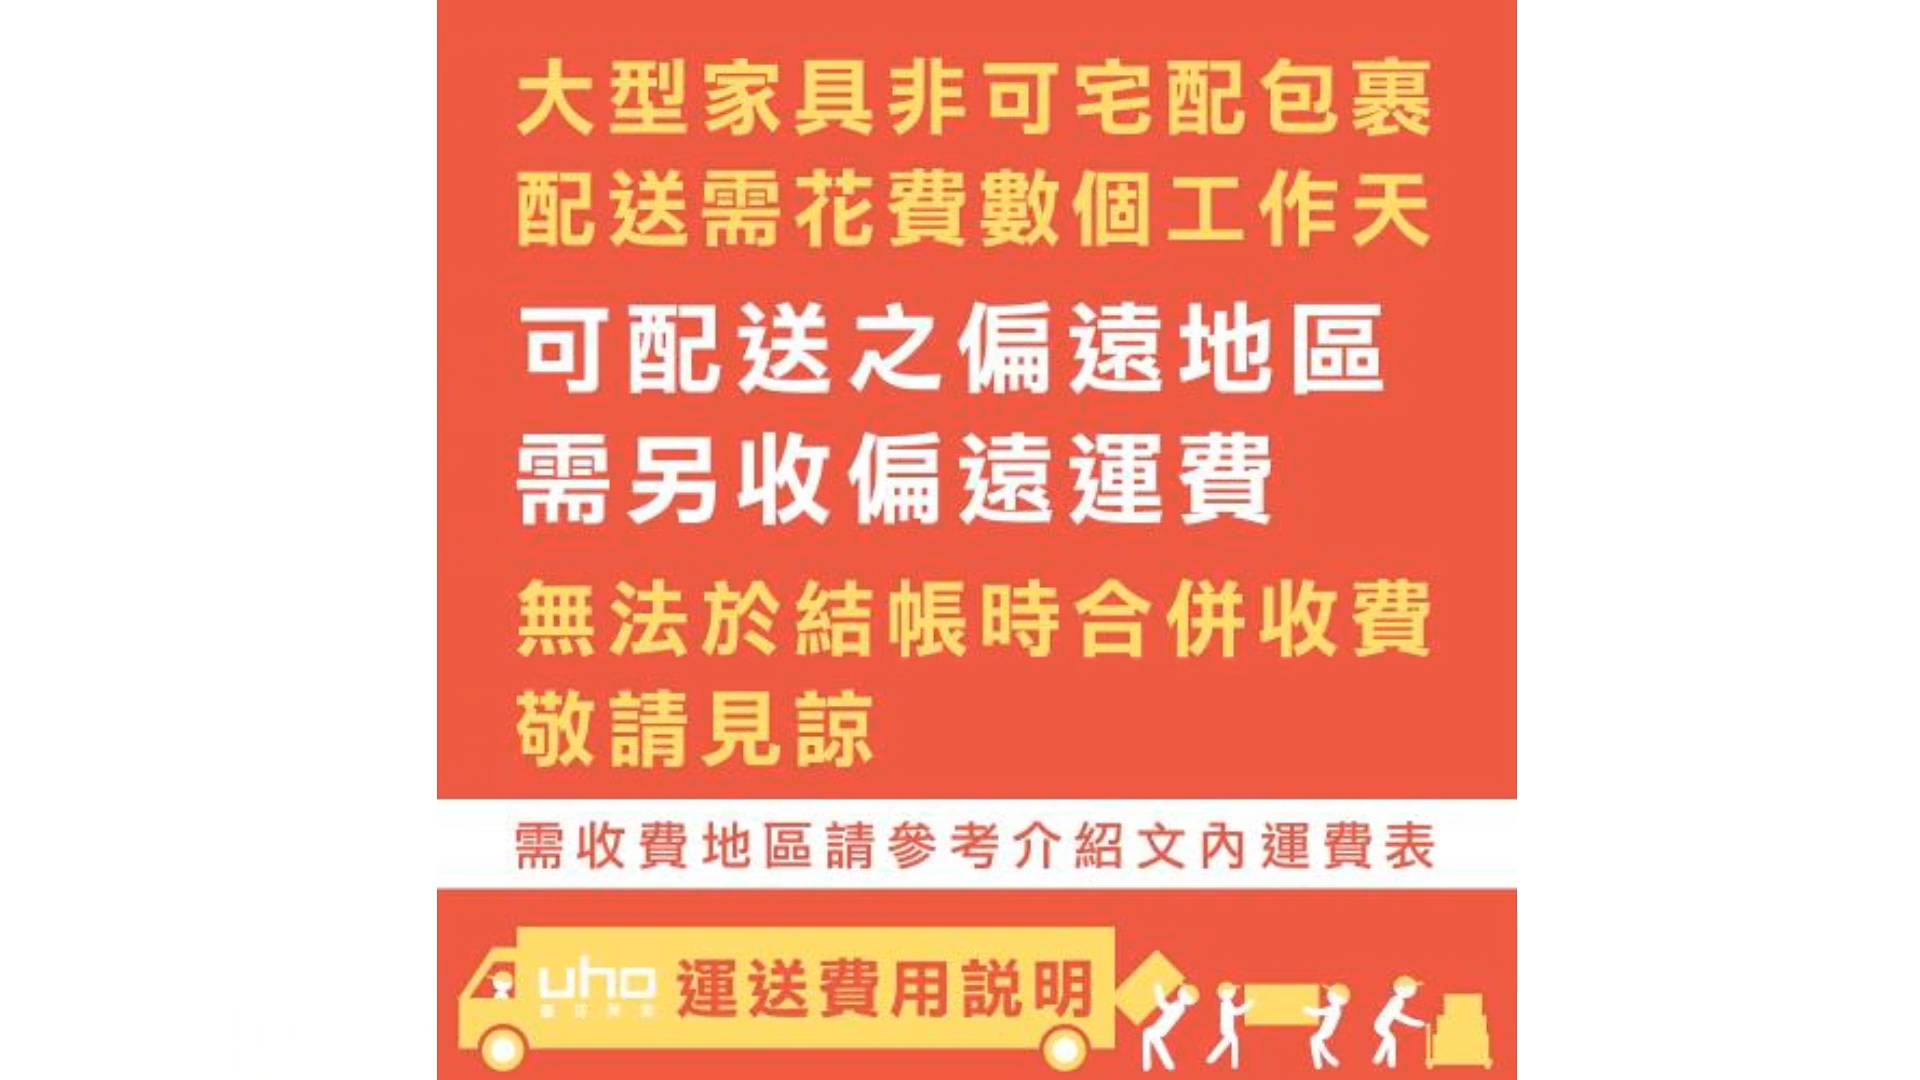 大型家具非可宅配包裹
配送需花費數個工作天
可配送之偏遠地區
需另收偏遠運費
無法於結帳時合併收費
敬請見諒
需收費地區請參考介紹文內運費表
uho 運送費用説明